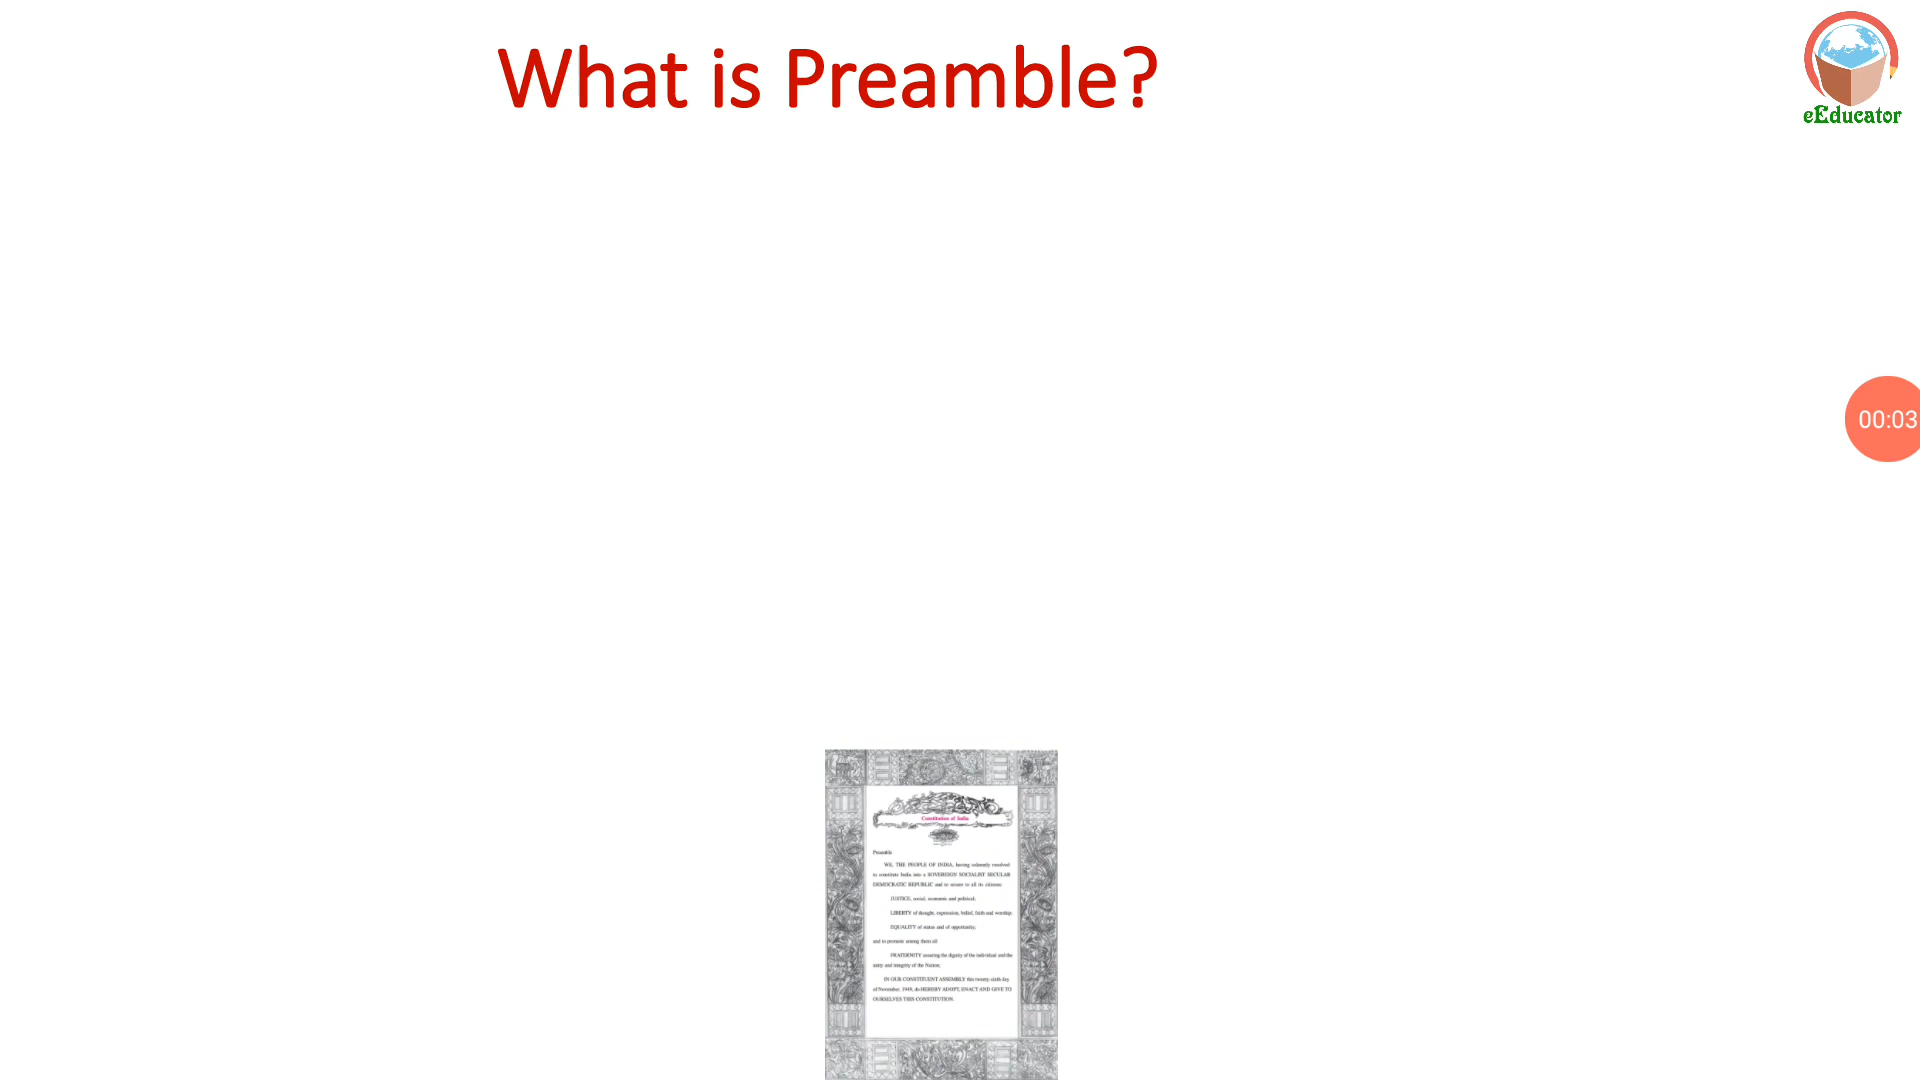 What is Preamble?
eEducator
00:03
Constitution of India
Preamble
WE, THE PEOPLE OF INDIA, having solemnly resolved
to constitute India into a SOVEREIGN SOCIALIST SECULAR
DEMOCRATIC REPUBLIC and to secure to all its citizens:
JUSTICE, social, economic and political;
LIBERTY of thought, expression, belief, faith and worship;
EQUALITY of status and of opportunity;
and to promote among them all
FRATERNITY assuring the dignity of the individual and the
unity and integrity of the Nation;
IN OUR CONSTITUENT ASSEMBLY this twenty-sixth day
of November, 1949, do HEREBY ADOPT, ENACT AND GIVE TO
OURSELVES THIS CONSTITUTION.